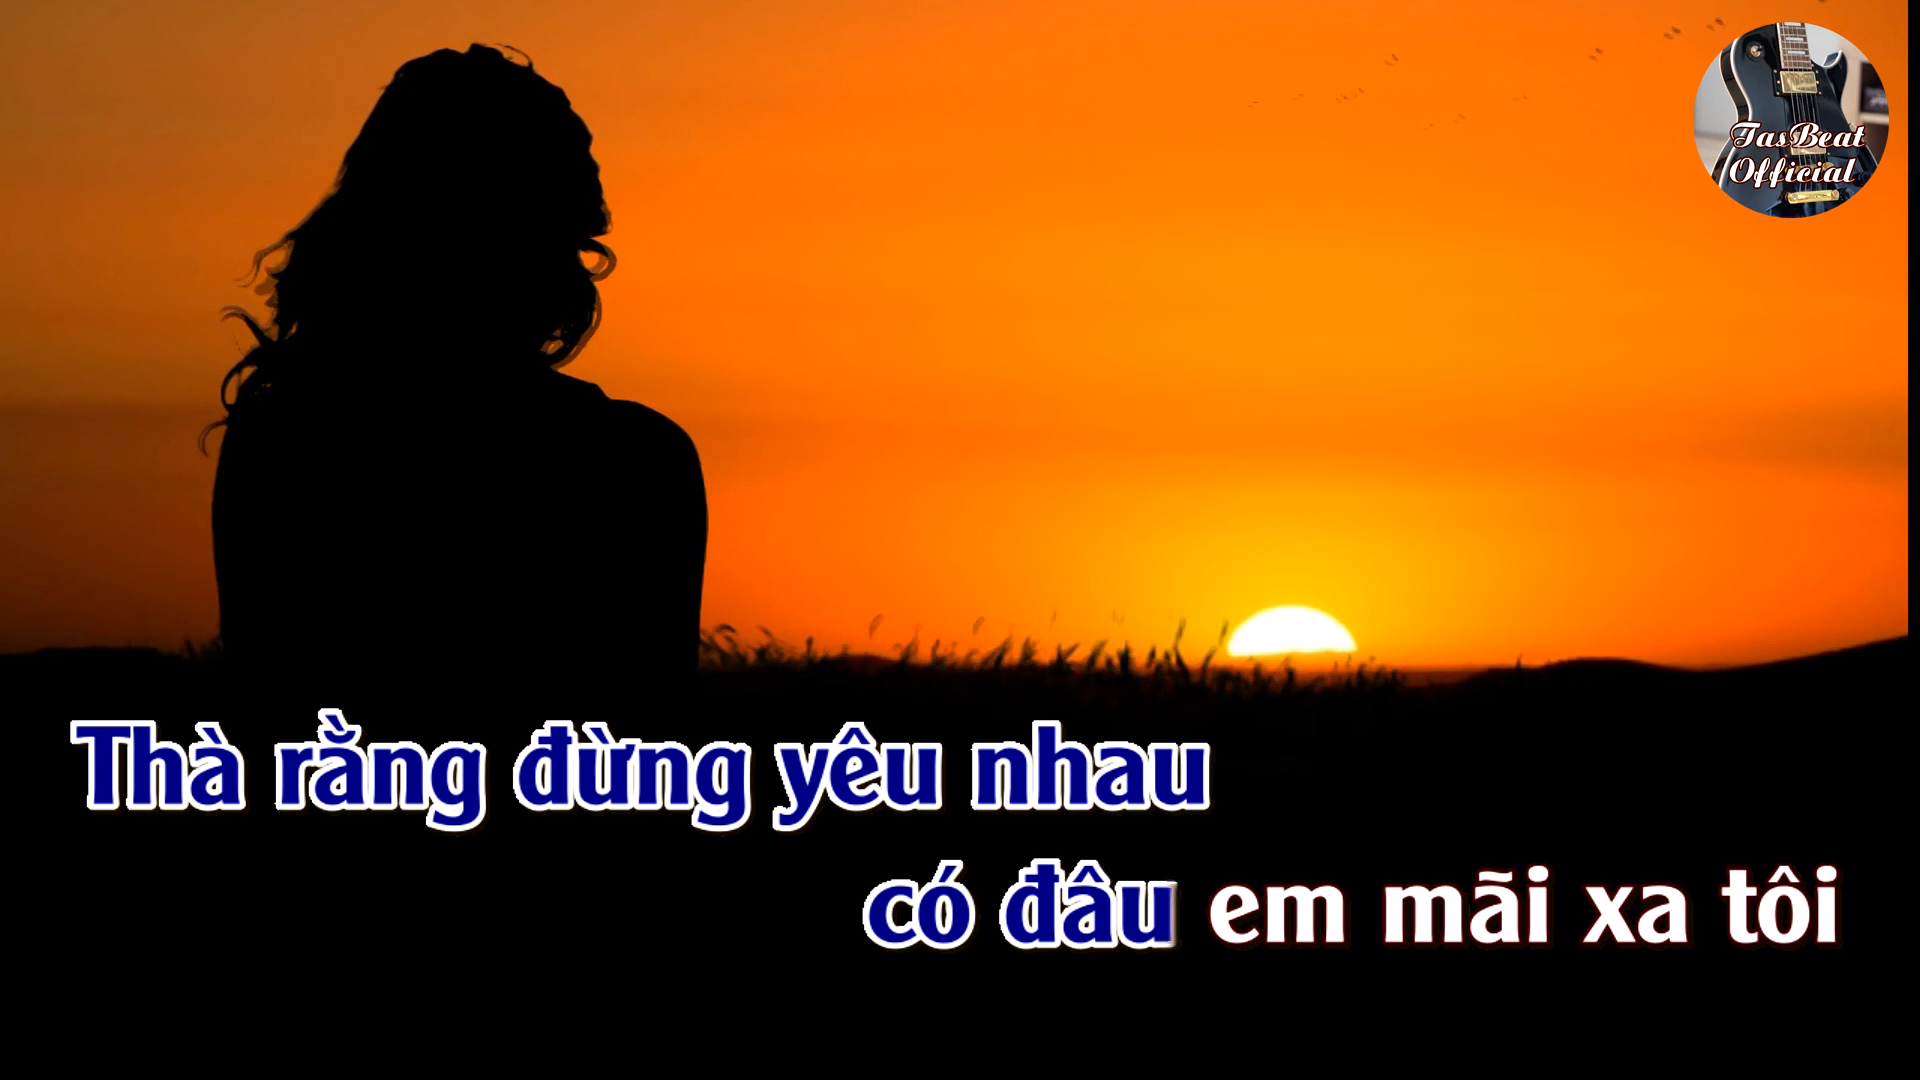 TasBeat
Official
Thà rằng đừng yêu nhau
có đâu em mãi xa tôi